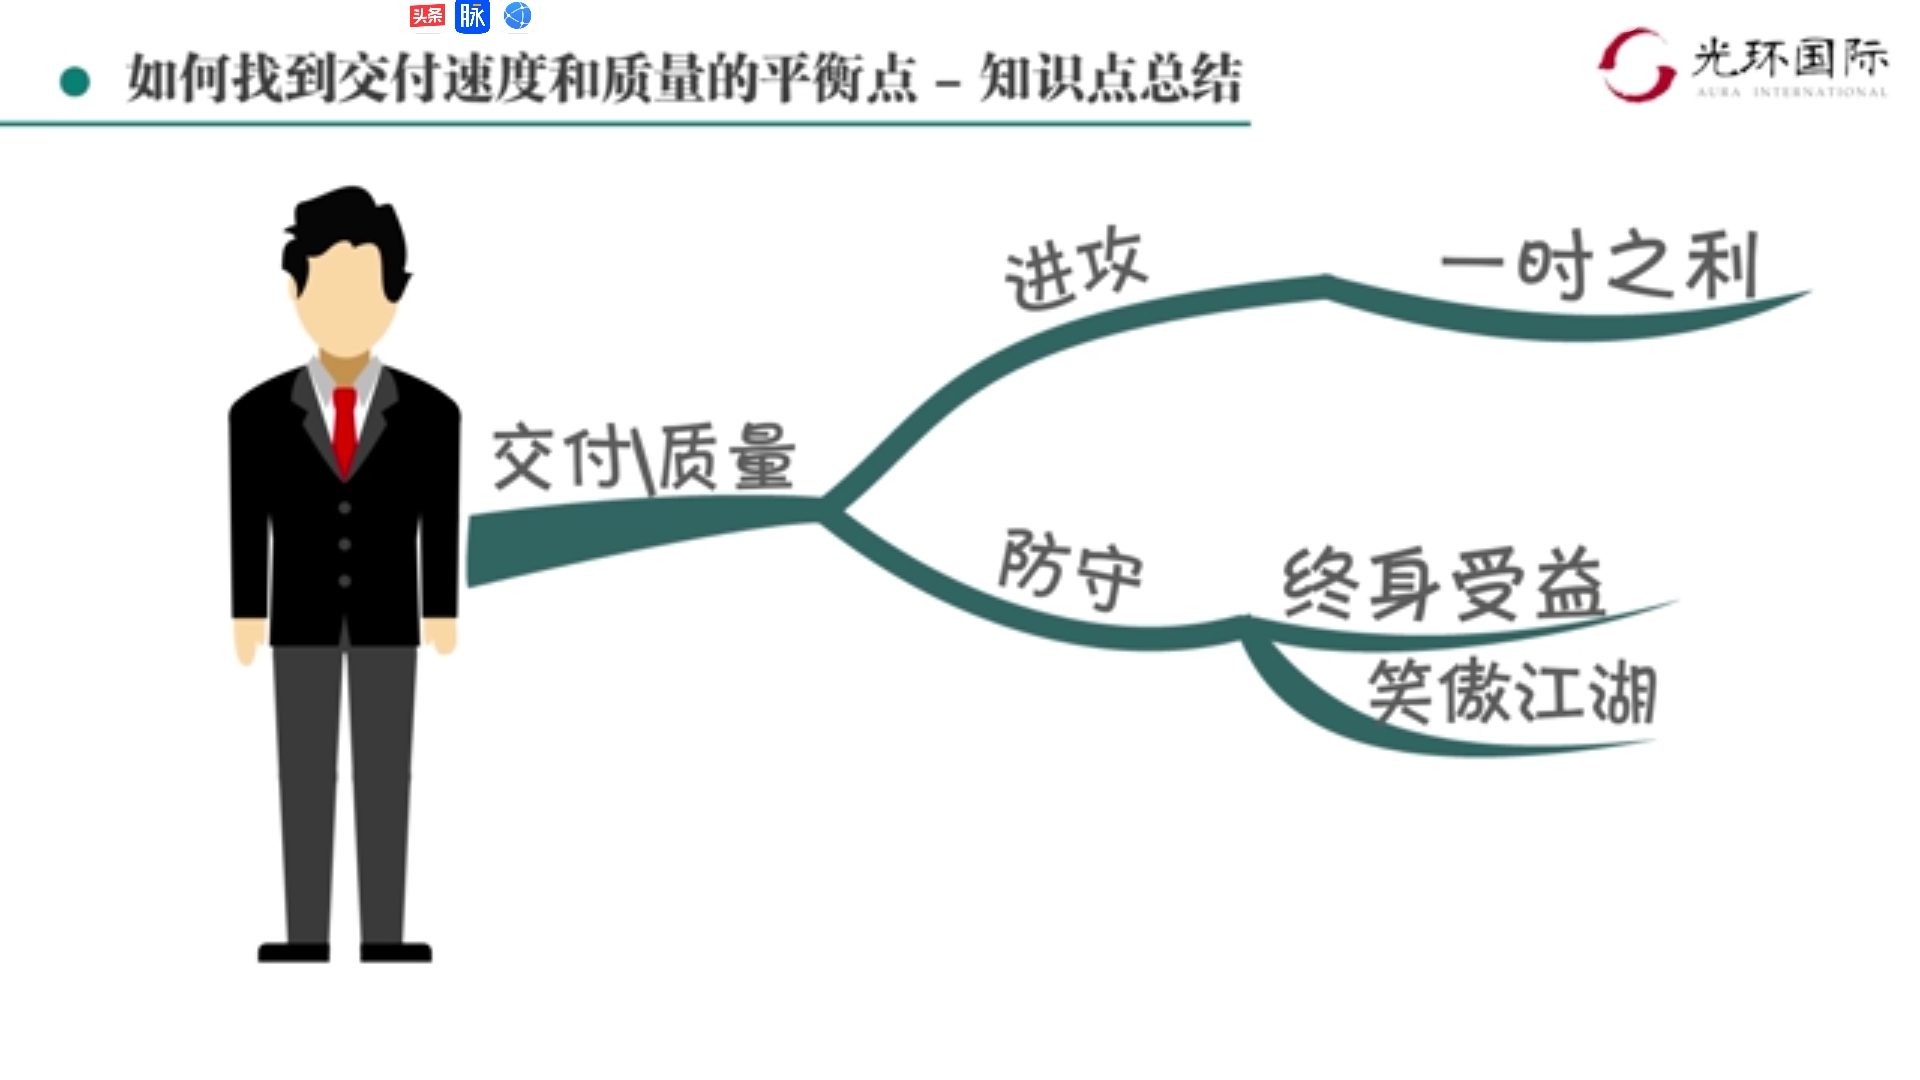 头条 脉
如何找到交付速度和质量的平衡点 - 知识点总结
光环国际
AURA INTERNATIONAL
进攻
一时之利
交付\质量
防守
终身受益
笑傲江湖